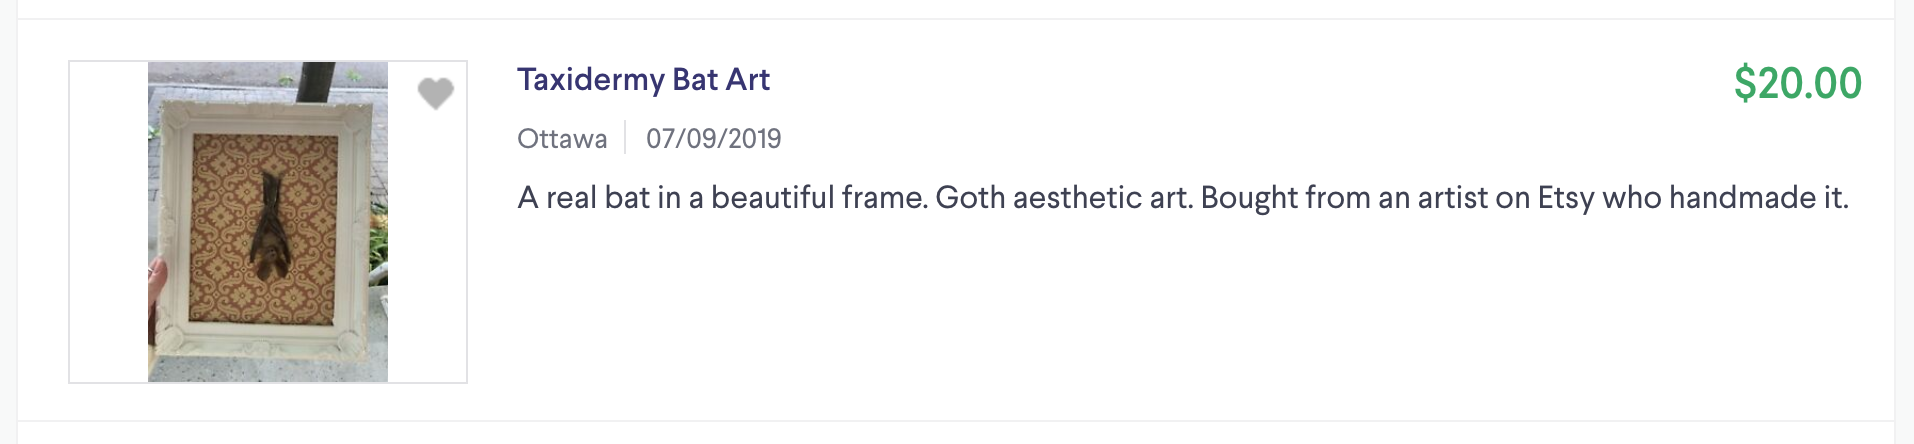 Taxidermy Bat Art
$20.00
Ottawa
07/09/2019
A real bat in a beautiful frame. Goth aesthetic art. Bought from an artist on Etsy who handmade it.